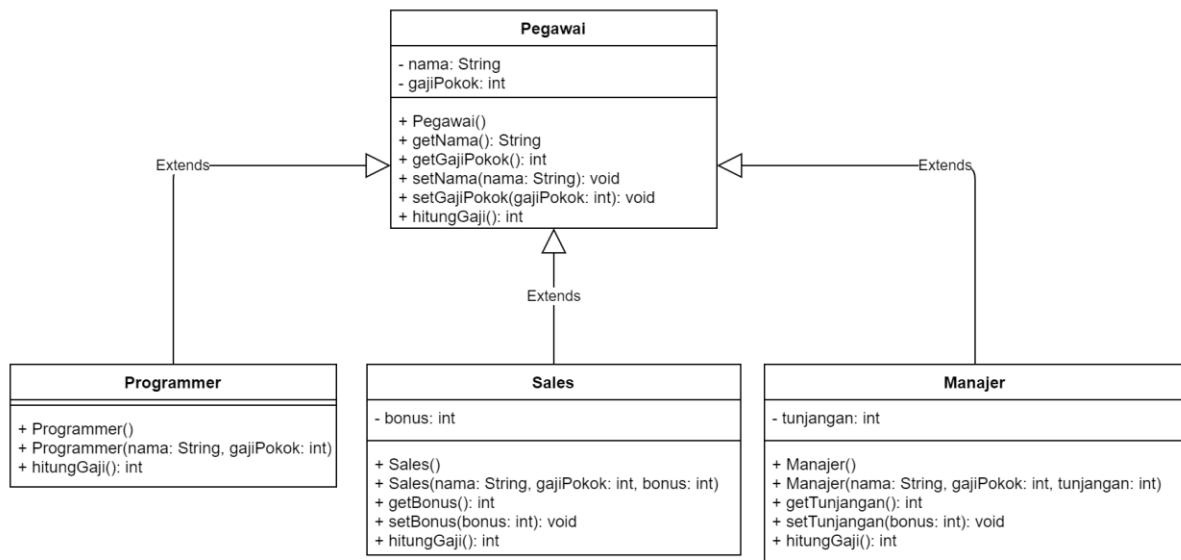 Pegawai
- nama: String
- gajiPokok: int
+ Pegawai()
+ getNama(): String
+ getGajiPokok(): int
+ setNama(nama: String): void
+ setGajiPokok(gajiPokok: int): void
+ hitungGaji(): int
Extends
Extends
Extends
Programmer
+ Programmer()
+ Programmer(nama: String, gajiPokok: int)
+ hitungGaji(): int
Sales
- bonus: int
+ Sales()
+ Sales(nama: String, gajiPokok: int, bonus: int)
+ getBonus(): int
+ setBonus(bonus: int): void
+ hitungGaji(): int
Manajer
- tunjangan: int
+ Manajer()
+ Manajer(nama: String, gajiPokok: int, tunjangan: int)
+ getTunjangan(): int
+ setTunjangan(bonus: int): void
+ hitungGaji(): int